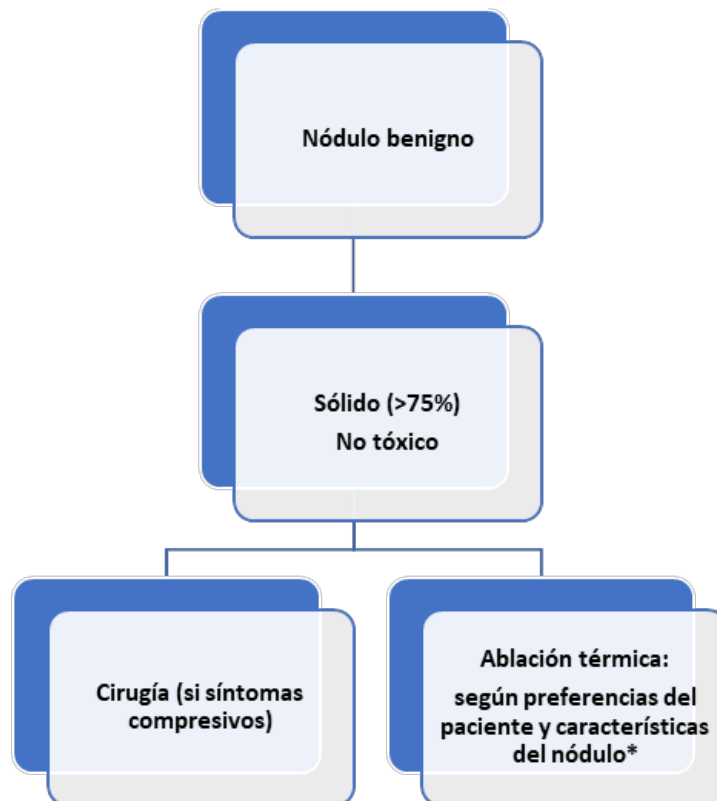 Nódulo benigno
Sólido (>75%)
No tóxico
Cirugía (si síntomas
compresivos)
Ablación térmica:
según preferencias del
paciente y características
del nódulo*